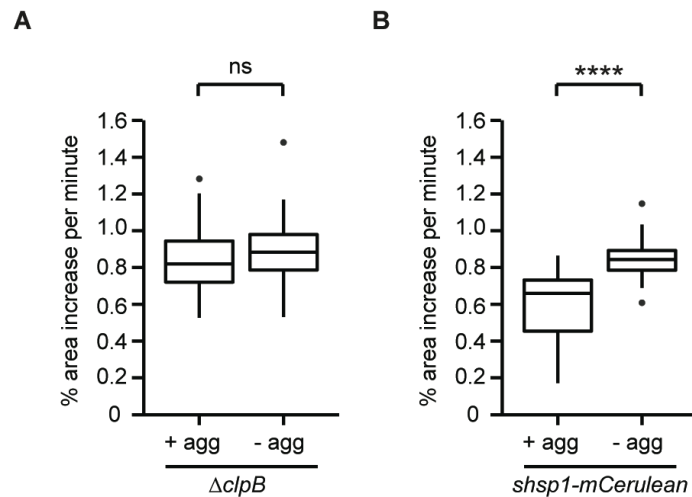 A
ns
% area increase per minute
1.6
1.4
1.2
1.0
0.8
0.6
0.4
0.2
0
+ agg
- agg
ΔclpB
B
****
% area increase per minute
1.6
1.4
1.2
1.0
0.8
0.6
0.4
0.2
0
+ agg
- agg
shsp1-mCerulean